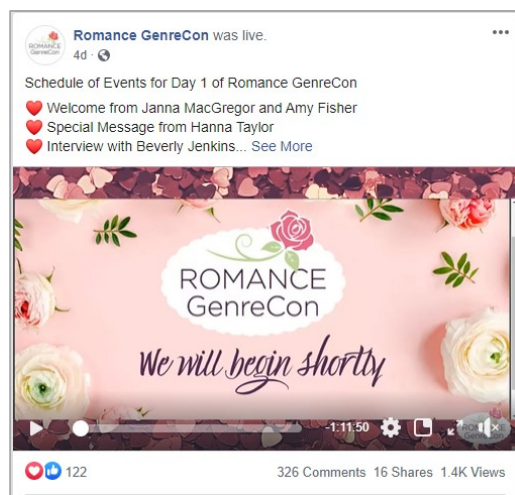 Romance GenreCon was live.
4d ·
Schedule of Events for Day 1 of Romance GenreCon
Welcome from Janna MacGregor and Amy Fisher
Special Message from Hanna Taylor
Interview with Beverly Jenkins... See More
ROMANCE
GenreCon
We will begin shortly
-1:11:50
122
326 Comments 16 Shares 1.4K Views